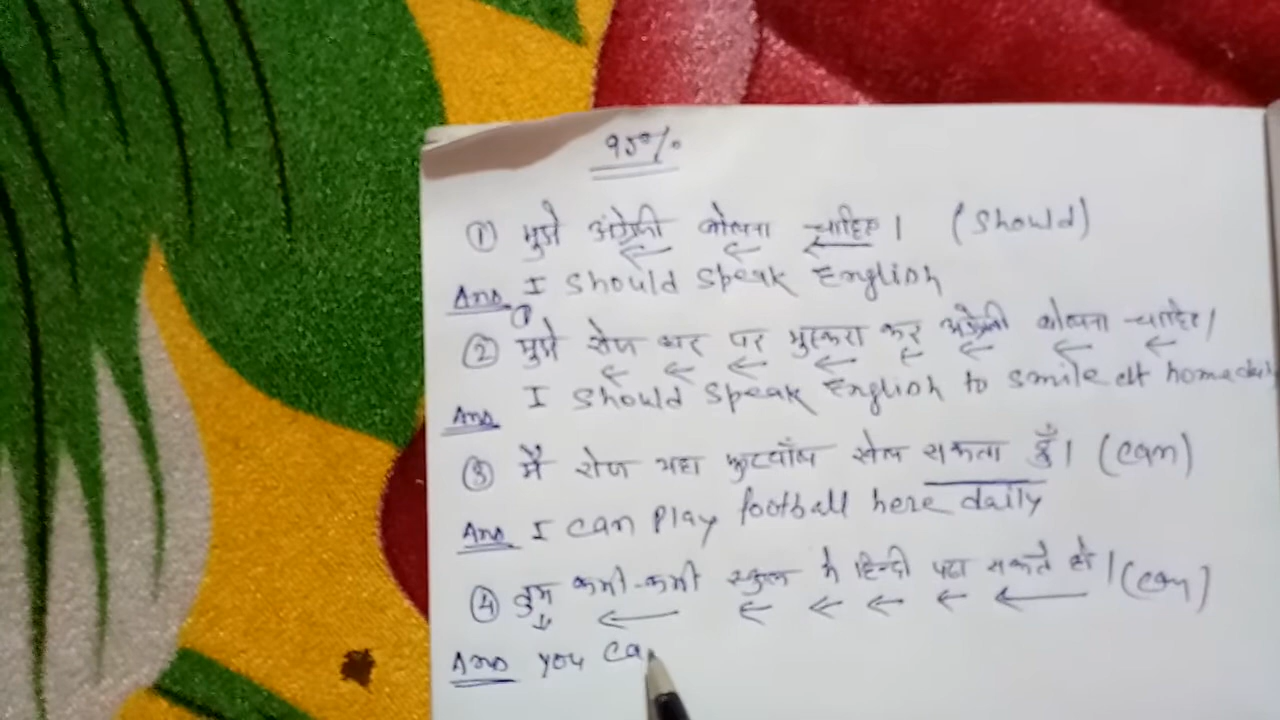 95%
① मुझे अंग्रेजी बोलना चाहिए। (should)
Ans I should speak English
② मुझे रोज घर पर मुस्करा कर अंग्रेजी बोलना चाहिए।
Ans I should speak English to smile at home daily
③ मैं रोज यहा फुटवॉल खेल सकता हूँ। (can)
Ans I can play football here daily
④ तुम कभी-कभी स्कुल मे हिन्दी पढा सकते हो। (can)
Ans you ca